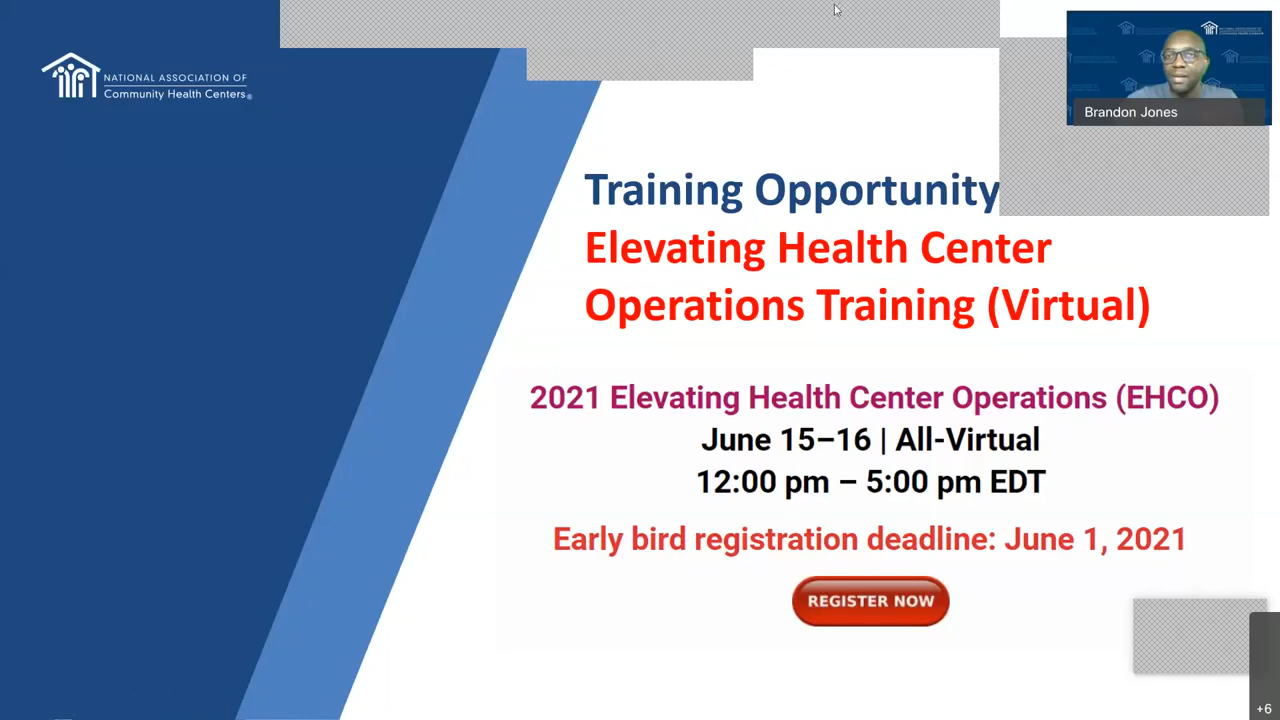 NATIONAL ASSOCIATION OF
Community Health Centers®
Brandon Jones
Training Opportunity
Elevating Health Center
Operations Training (Virtual)
2021 Elevating Health Center Operations (EHCO)
June 15–16 | All-Virtual
12:00 pm – 5:00 pm EDT
Early bird registration deadline: June 1, 2021
REGISTER NOW
+6